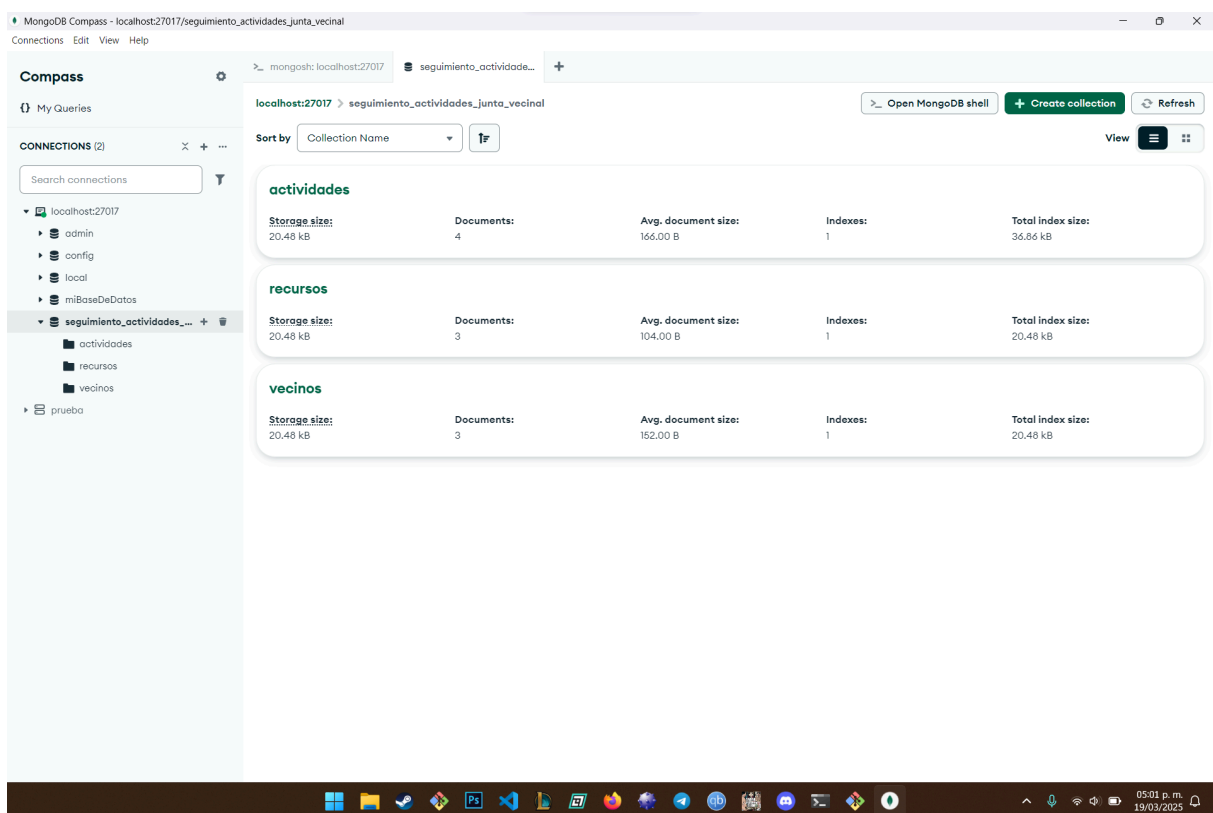 MongoDB Compass - localhost:27017/seguimiento_actividades_junta_vecinal
Connections Edit View Help
Compass
{} My Queries
CONNECTIONS (2)
Search connections
localhost:27017
admin
config
local
miBaseDeDatos
seguimiento_actividades_...
actividades
recursos
vecinos
prueba
>_ mongosh: localhost:27017
seguimiento_actividade...
localhost:27017 > seguimiento_actividades_junta_vecinal
>_ Open MongoDB shell
+ Create collection
Refresh
Sort by Collection Name
View
actividades
Storage size: Documents: Avg. document size: Indexes: Total index size:
20.48 kB 4 166.00 B 1 36.86 kB
recursos
Storage size: Documents: Avg. document size: Indexes: Total index size:
20.48 kB 3 104.00 B 1 20.48 kB
vecinos
Storage size: Documents: Avg. document size: Indexes: Total index size:
20.48 kB 3 152.00 B 1 20.48 kB
Ps
qb
05:01 p. m.
19/03/2025